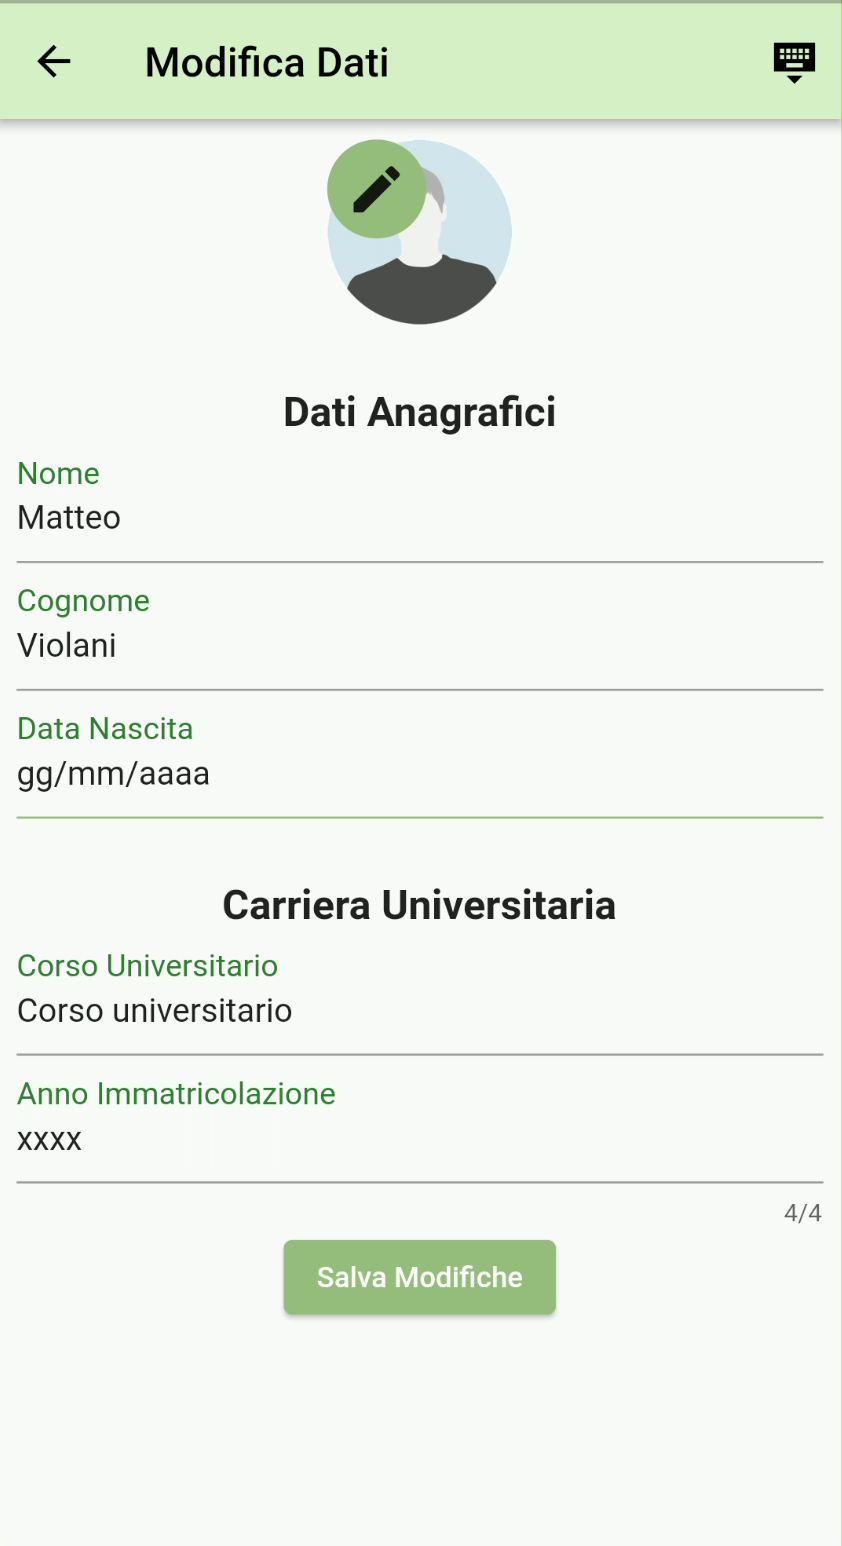 Modifica Dati
Dati Anagrafici
Nome
Matteo
Cognome
Violani
Data Nascita
gg/mm/aaaa
Carriera Universitaria
Corso Universitario
Corso universitario
Anno Immatricolazione
xxxx
4/4
Salva Modifiche